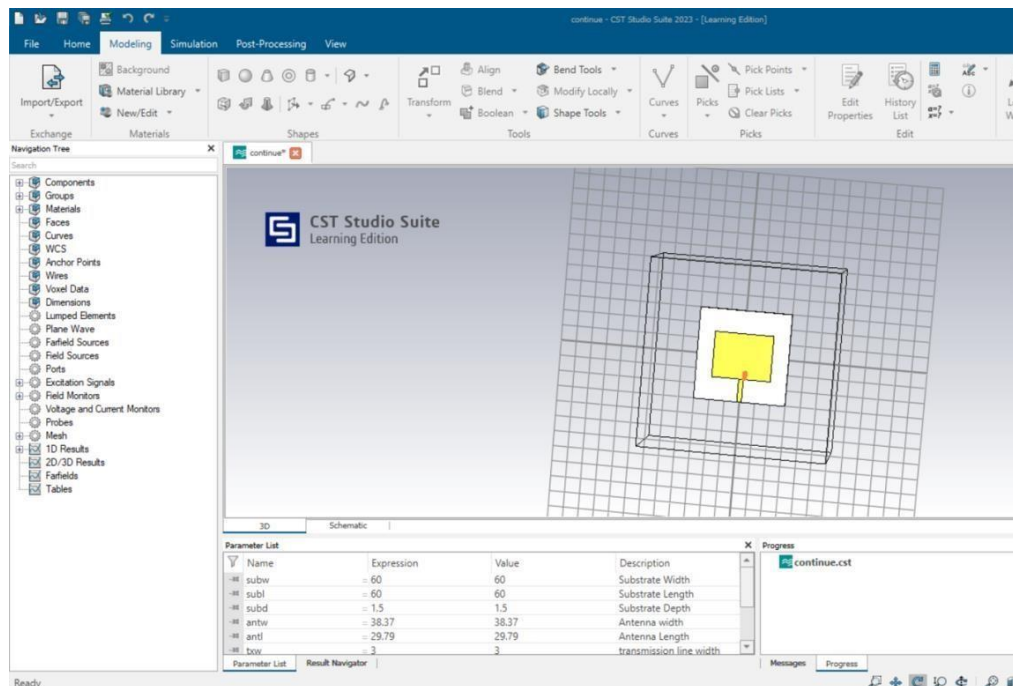 continue - CST Studio Suite 2023 - [Learning Edition]
File Home Modeling Simulation Post-Processing View
Background
Material Library
New/Edit
Import/Export
Transform
Align
Blend
Boolean
Bend Tools
Modify Locally
Shape Tools
Curves
Picks
Pick Points
Pick Lists
Clear Picks
Edit
Properties
History
List
Exchange Materials Shapes Tools Curves Picks Edit
Navigation Tree
Search
continue*
CST Studio Suite
Learning Edition
Components
Groups
Materials
Faces
Curves
WCS
Anchor Points
Wires
Voxel Data
Dimensions
Lumped Elements
Plane Wave
Farfield Sources
Field Sources
Ports
Excitation Signals
Field Monitors
Voltage and Current Monitors
Probes
Mesh
1D Results
2D/3D Results
Farfields
Tables
3D Schematic
Parameter List
Name Expression Value Description
subw = 60 60 Substrate Width
subl = 60 60 Substrate Length
subd = 1.5 1.5 Substrate Depth
antw = 38.37 38.37 Antenna width
antl = 29.79 29.79 Antenna Length
txw = 3 3 transmission line width
Parameter List Result Navigator
Progress
continue.cst
Messages Progress
Ready